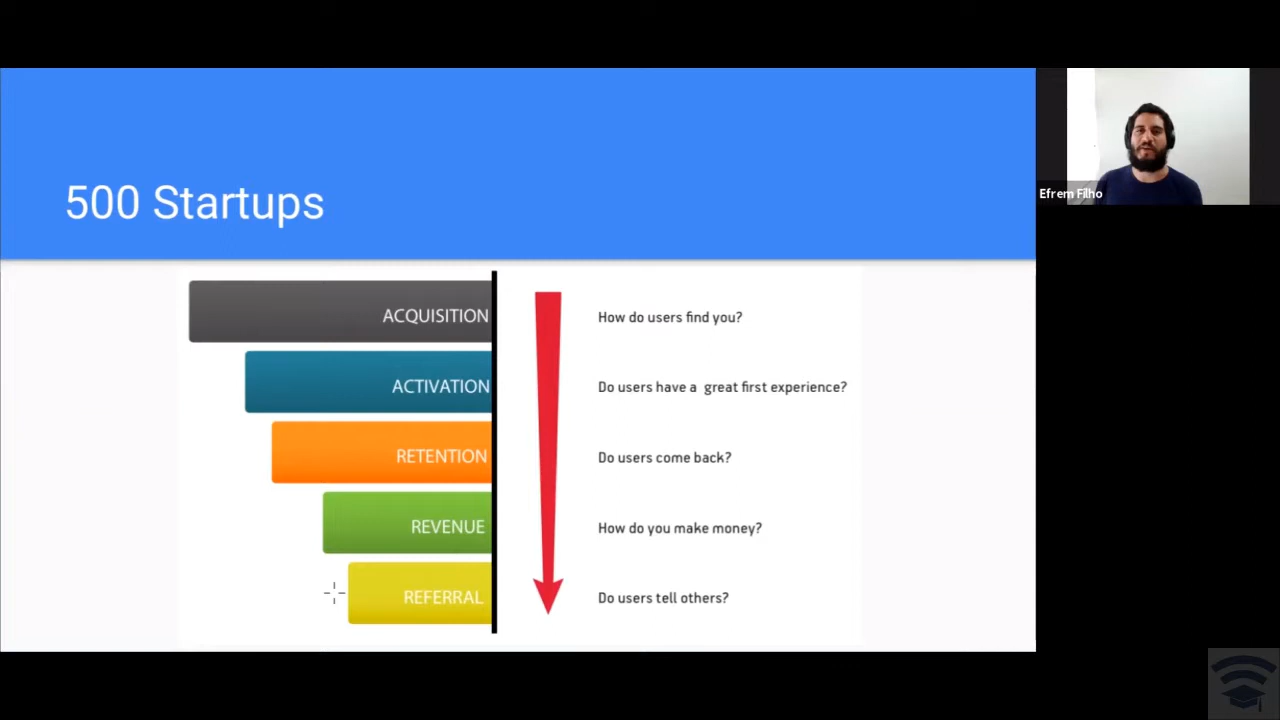 500 Startups
Efrem Filho
ACQUISITION
How do users find you?
ACTIVATION
Do users have a great first experience?
RETENTION
Do users come back?
REVENUE
How do you make money?
REFERRAL
Do users tell others?